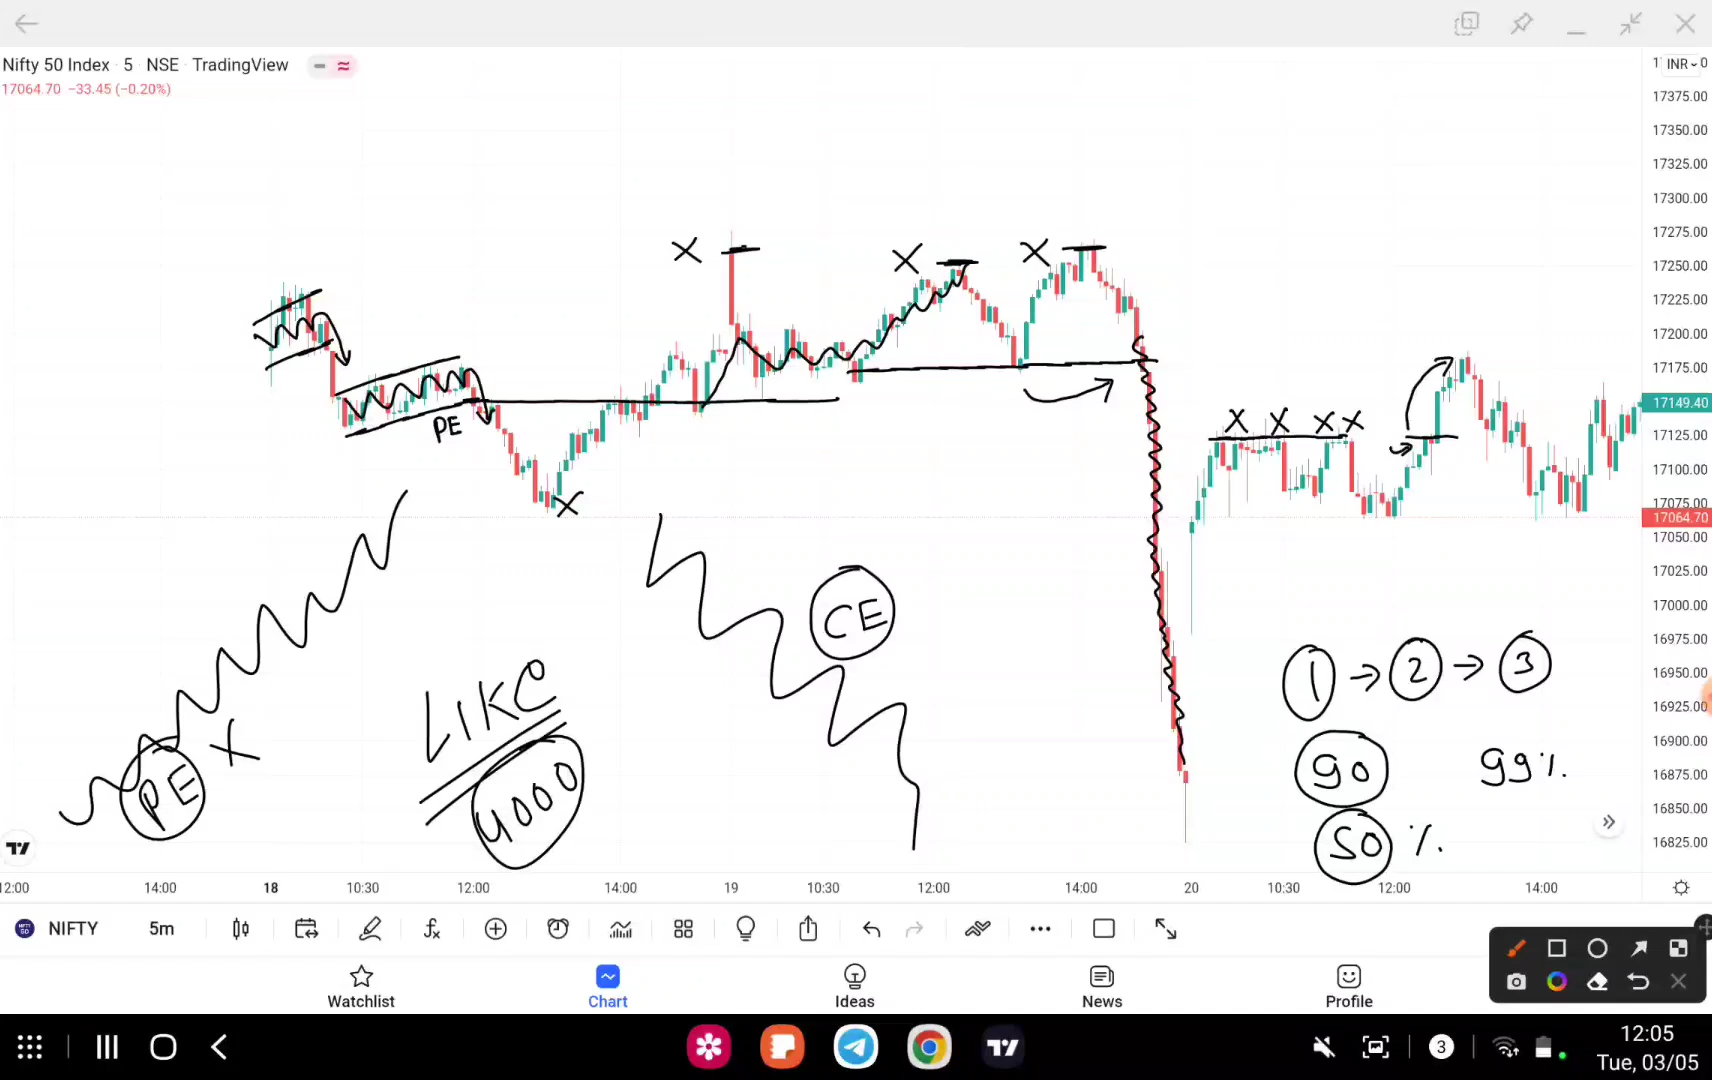 Nifty 50 Index · 5 · NSE · TradingView
17064.70 −33.45 (−0.20%)
INR
17375.00
17350.00
17325.00
17300.00
17275.00
17250.00
17225.00
17200.00
17175.00
17149.40
17125.00
17100.00
17075.00
17064.70
17050.00
17025.00
17000.00
16975.00
16950.00
16925.00
16900.00
16875.00
16850.00
16825.00
X X X
X X X X
PE
X
CE
1 → 2 → 3
LIKE
X
PE
4000
90 99%.
50 %.
12:00 14:00 18 10:30 12:00 14:00 19 10:30 12:00 14:00 20 10:30 12:00 14:00
NIFTY 5m
Watchlist Chart Ideas News Profile
3
12:05
Tue, 03/05